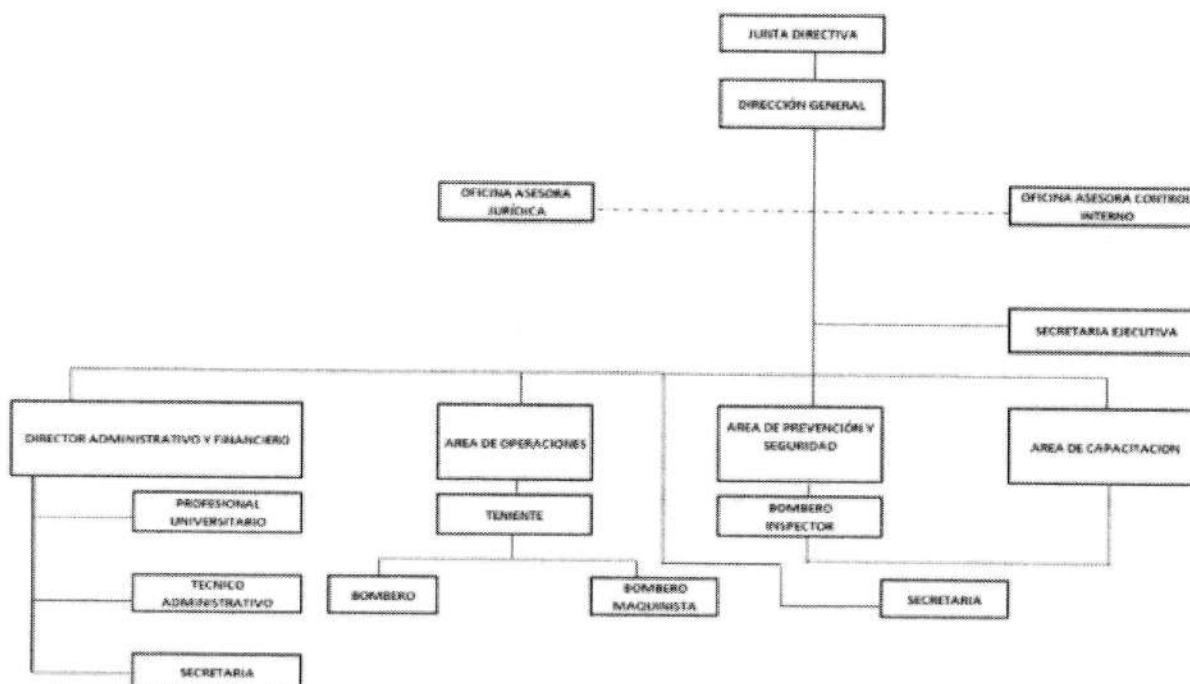 JUNTA DIRECTIVA
DIRECCIÓN GENERAL
OFICINA ASESORA
JURÍDICA
OFICINA ASESORA CONTROL
INTERNO
SECRETARIA EJECUTIVA
DIRECTOR ADMINISTRATIVO Y FINANCIERO
AREA DE OPERACIONES
AREA DE PREVENCIÓN Y
SEGURIDAD
AREA DE CAPACITACION
PROFESIONAL
UNIVERSITARIO
TENIENTE
BOMBERO
INSPECTOR
TECNICO
ADMINISTRATIVO
BOMBERO
BOMBERO
MAQUINISTA
SECRETARIA
SECRETARIA